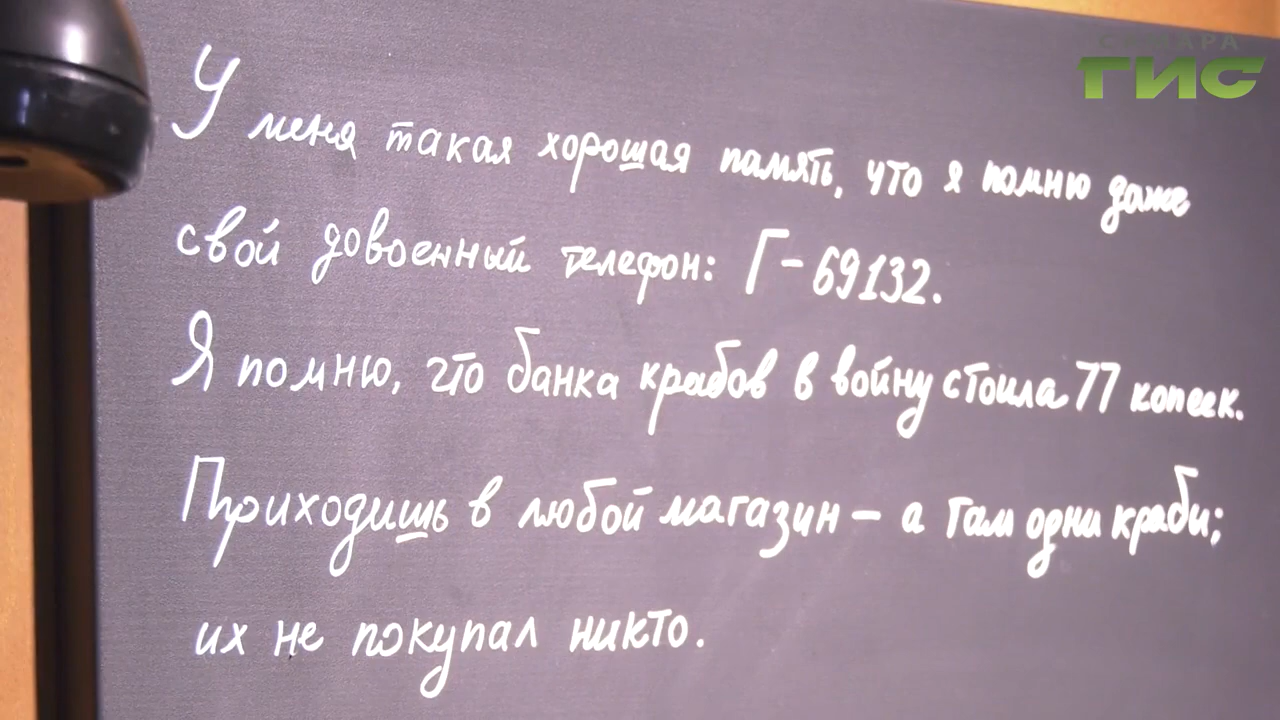 САМАРА
ГИС
У меня такая хорошая память, что я помню даже
свой довоенный телефон: Г-69132.
Я помню, что банка крабов в войну стоила 77 копеек.
Приходишь в любой магазин – а там одни крабы;
их не покупал никто.